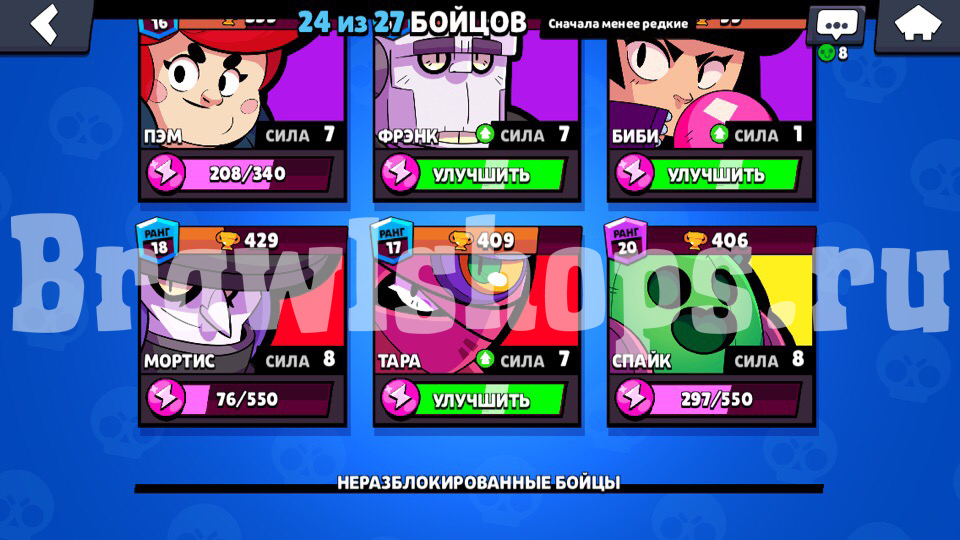 24 из 27 БОЙЦОВ
Сначала менее редкие
8
16
ПЭМ
СИЛА 7
208/340
ФРЭНК
СИЛА 7
УЛУЧШИТЬ
БИБИ
СИЛА 1
УЛУЧШИТЬ
Brawlshops.ru
РАНГ
18
429
МОРТИС
СИЛА 8
76/550
РАНГ
17
409
ТАРА
СИЛА 7
УЛУЧШИТЬ
РАНГ
20
406
СПАЙК
СИЛА 8
297/550
НЕРАЗБЛОКИРОВАННЫЕ БОЙЦЫ